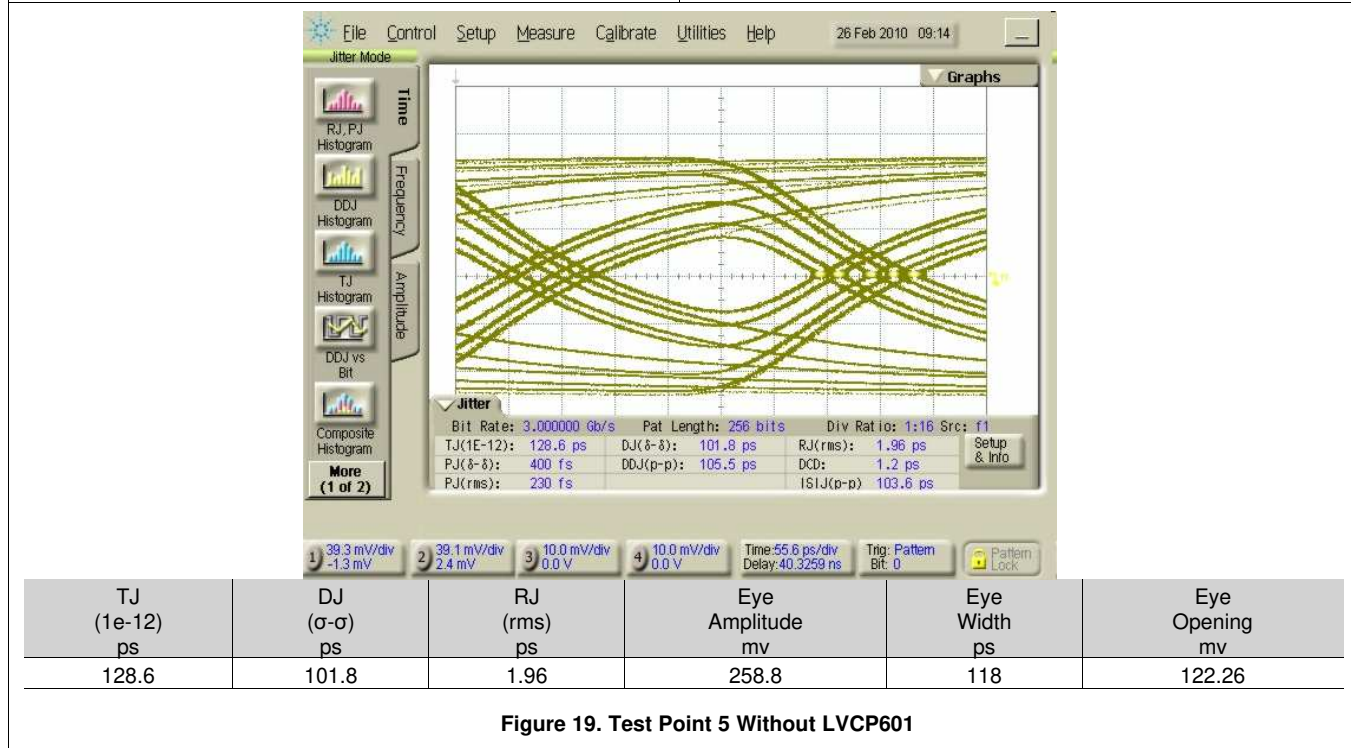 File Control Setup Measure Calibrate Utilities Help 26 Feb 2010 09:14
Jitter Mode
Graphs
Time
Frequency
Amplitude
RJ, PJ
Histogram
DDJ
Histogram
TJ
Histogram
DDJ vs
Bit
Composite
Histogram
More
(1 of 2)
Jitter
Bit Rate: 3.000000 Gb/s Pat Length: 256 bits Div Ratio: 1:16 Src: f1
TJ(1E-12): 128.6 ps DJ(δ-δ): 101.8 ps RJ(rms): 1.96 ps
PJ(δ-δ): 400 fs DDJ(p-p): 105.5 ps DCD: 1.2 ps
PJ(rms): 230 fs ISIJ(p-p) 103.6 ps
Setup
& Info
1) 39.3 mV/div 2) 39.1 mV/div 3) 10.0 mV/div 4) 10.0 mV/div Time:55.6 ps/div Trig: Pattern Pattern
-1.3 mV 2.4 mV 0.0 V 0.0 V Delay:40.3259 ns Bit: 0 Lock
TJ DJ RJ Eye Eye Eye
(1e-12) (σ-σ) (rms) Amplitude Width Opening
ps ps ps mv ps mv
128.6 101.8 1.96 258.8 118 122.26
Figure 19. Test Point 5 Without LVCP601